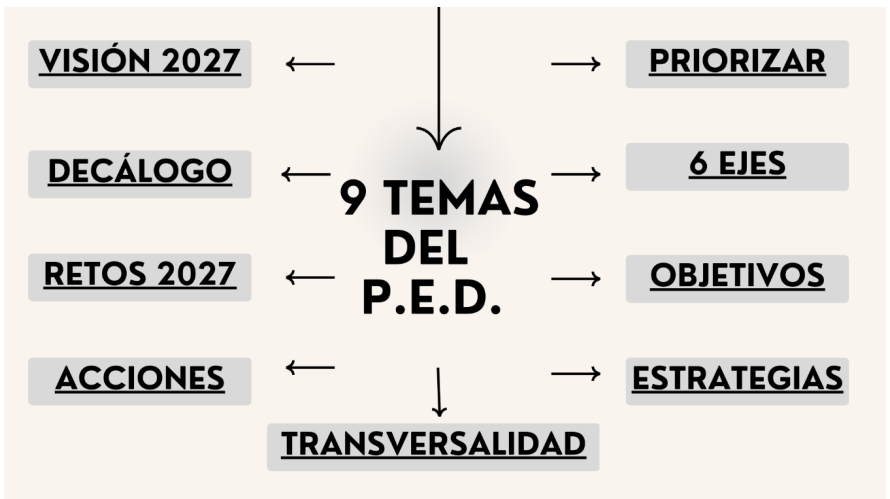 VISIÓN 2027
PRIORIZAR
DECÁLOGO
6 EJES
9 TEMAS
DEL
P.E.D.
RETOS 2027
OBJETIVOS
ACCIONES
ESTRATEGIAS
TRANSVERSALIDAD